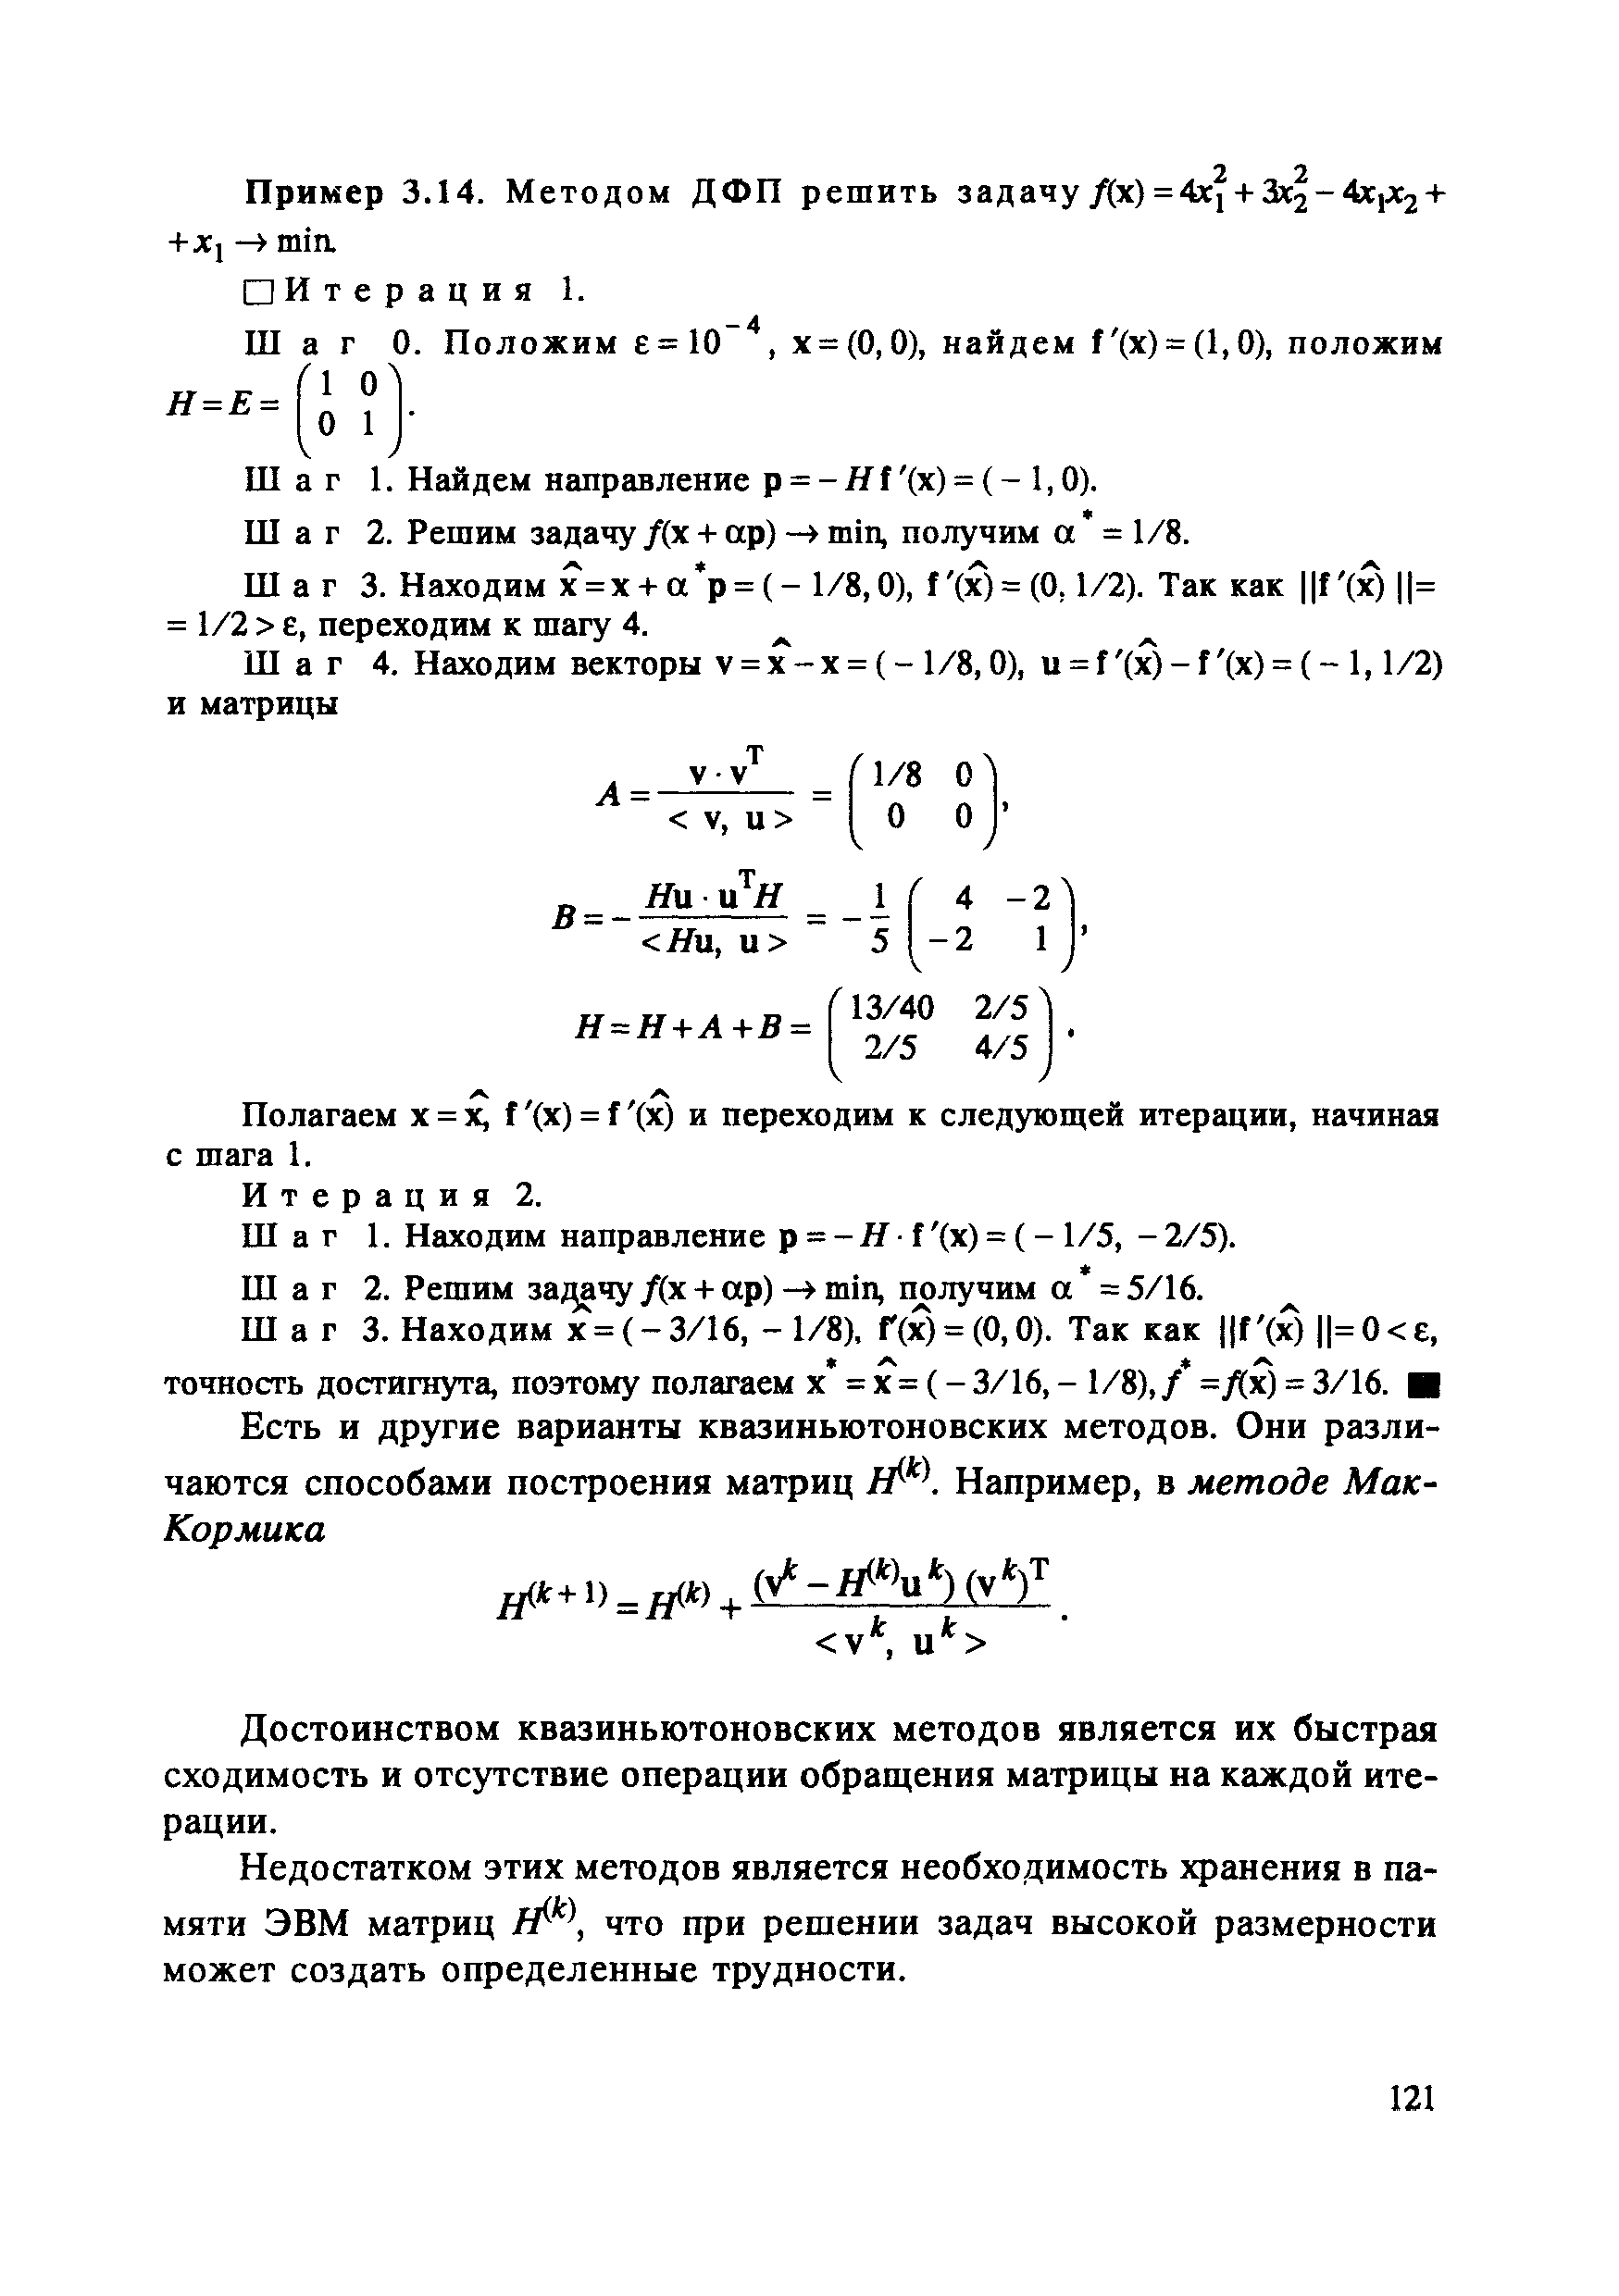 Пример 3.14. Методом ДФП решить задачу f(x) = 4x₁² + 3x₂² − 4x₁x₂ +
+ x₁ → min.
□ Итерация 1.
Шаг 0. Положим ε = 10⁻⁴, x = (0, 0), найдем f ′(x) = (1, 0), положим
H = E = ( 1 0
0 1 ).
Шаг 1. Найдем направление p = − H f ′(x) = ( − 1, 0).
Шаг 2. Решим задачу f(x + αp) → min, получим α* = 1/8.
Шаг 3. Находим x̂ = x + α*p = ( − 1/8, 0), f ′(x̂) = (0, 1/2). Так как ||f ′(x̂) ||=
= 1/2 > ε, переходим к шагу 4.
Шаг 4. Находим векторы v = x̂ − x = ( − 1/8, 0), u = f ′(x̂) − f ′(x) = ( − 1, 1/2)
и матрицы
A = v · vᵀ / < v, u > = ( 1/8 0
0 0 ),
B = − Hu · uᵀH / <Hu, u> = − 1/5 ( 4 −2
−2 1 ),
H = H + A + B = ( 13/40 2/5
2/5 4/5 ).
Полагаем x = x̂, f ′(x) = f ′(x̂) и переходим к следующей итерации, начиная
с шага 1.
Итерация 2.
Шаг 1. Находим направление p = − H · f ′(x) = ( − 1/5, − 2/5).
Шаг 2. Решим задачу f(x + αp) → min, получим α* = 5/16.
Шаг 3. Находим x̂ = ( − 3/16, − 1/8), f′(x̂) = (0, 0). Так как ||f ′(x̂) ||= 0 < ε,
точность достигнута, поэтому полагаем x* = x̂ = ( − 3/16, − 1/8), f* = f(x̂) = 3/16. ■
Есть и другие варианты квазиньютоновских методов. Они разли-
чаются способами построения матриц H⁽ᵏ⁾. Например, в методе Мак-
Кормика
H⁽ᵏ⁺¹⁾ = H⁽ᵏ⁾ + (vᵏ − H⁽ᵏ⁾uᵏ) (vᵏ)ᵀ / <vᵏ, uᵏ>.
Достоинством квазиньютоновских методов является их быстрая
сходимость и отсутствие операции обращения матрицы на каждой ите-
рации.
Недостатком этих методов является необходимость хранения в па-
мяти ЭВМ матриц H⁽ᵏ⁾, что при решении задач высокой размерности
может создать определенные трудности.
121